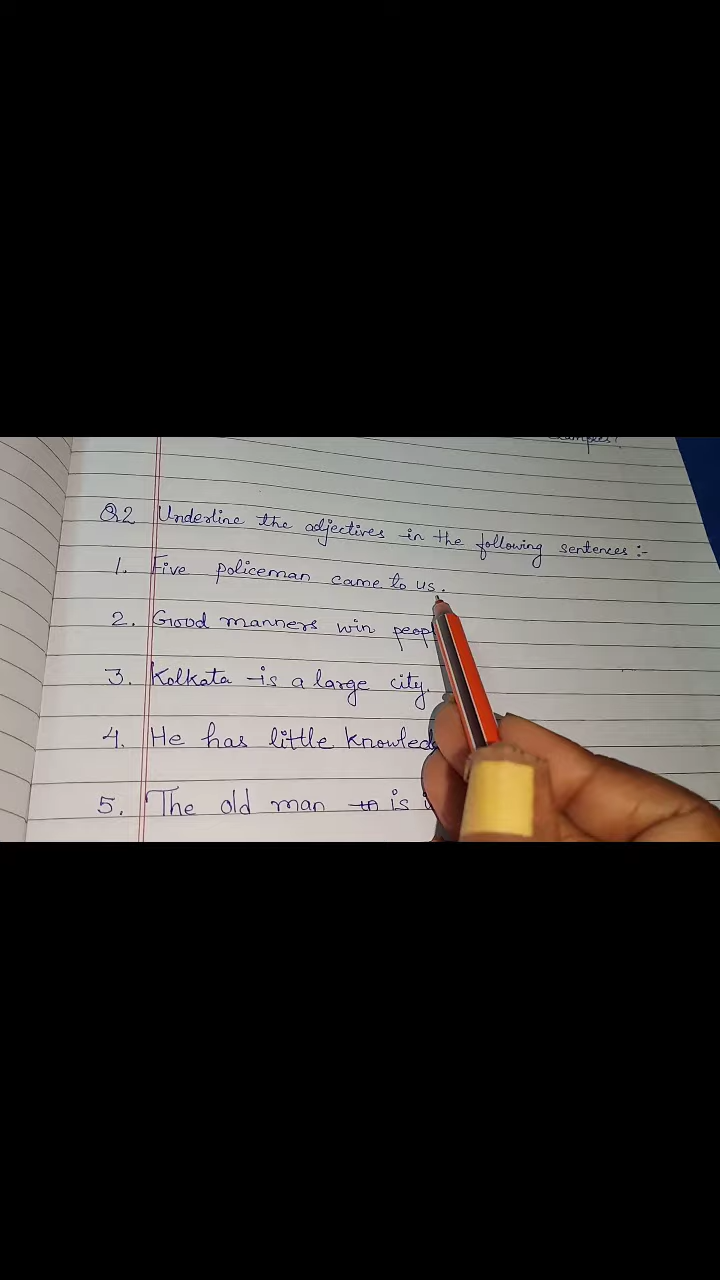 Q2 Underline the adjectives in the following sentences :-
1. Five policeman came to us.
2. Good manners win
3. Kolkata is a large city.
4. He has little
5. The old man is